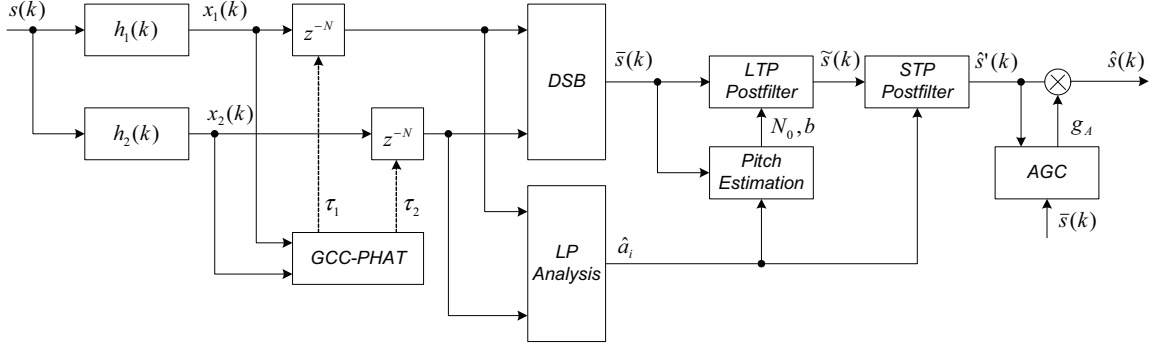 s(k)
h₁(k)
x₁(k)
z⁻ᴺ
h₂(k)
x₂(k)
z⁻ᴺ
τ₁
τ₂
GCC-PHAT
DSB
LP
Analysis
s̄(k)
âᵢ
LTP
Postfilter
N₀, b
Pitch
Estimation
s̃(k)
STP
Postfilter
ŝ'(k)
ŝ(k)
g_A
AGC
s̄(k)